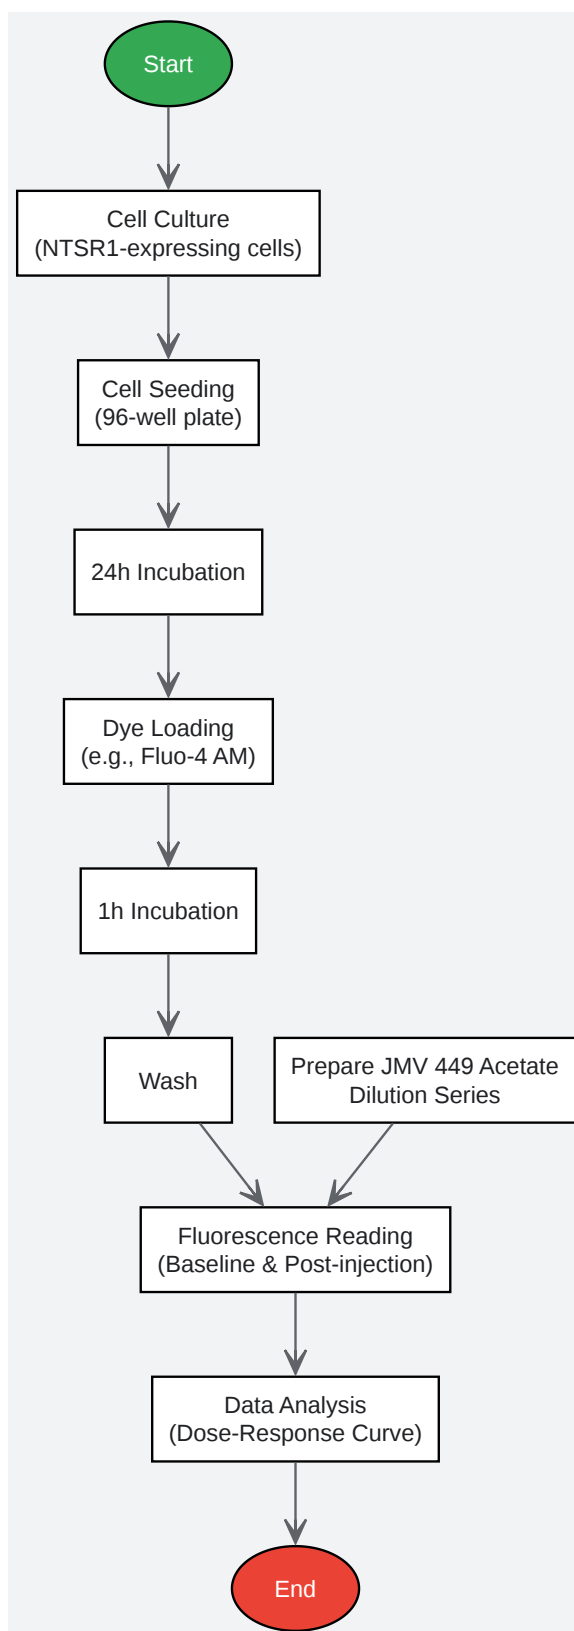 Start
Cell Culture
(NTSR1-expressing cells)
Cell Seeding
(96-well plate)
24h Incubation
Dye Loading
(e.g., Fluo-4 AM)
1h Incubation
Wash
Prepare JMV 449 Acetate
Dilution Series
Fluorescence Reading
(Baseline & Post-injection)
Data Analysis
(Dose-Response Curve)
End